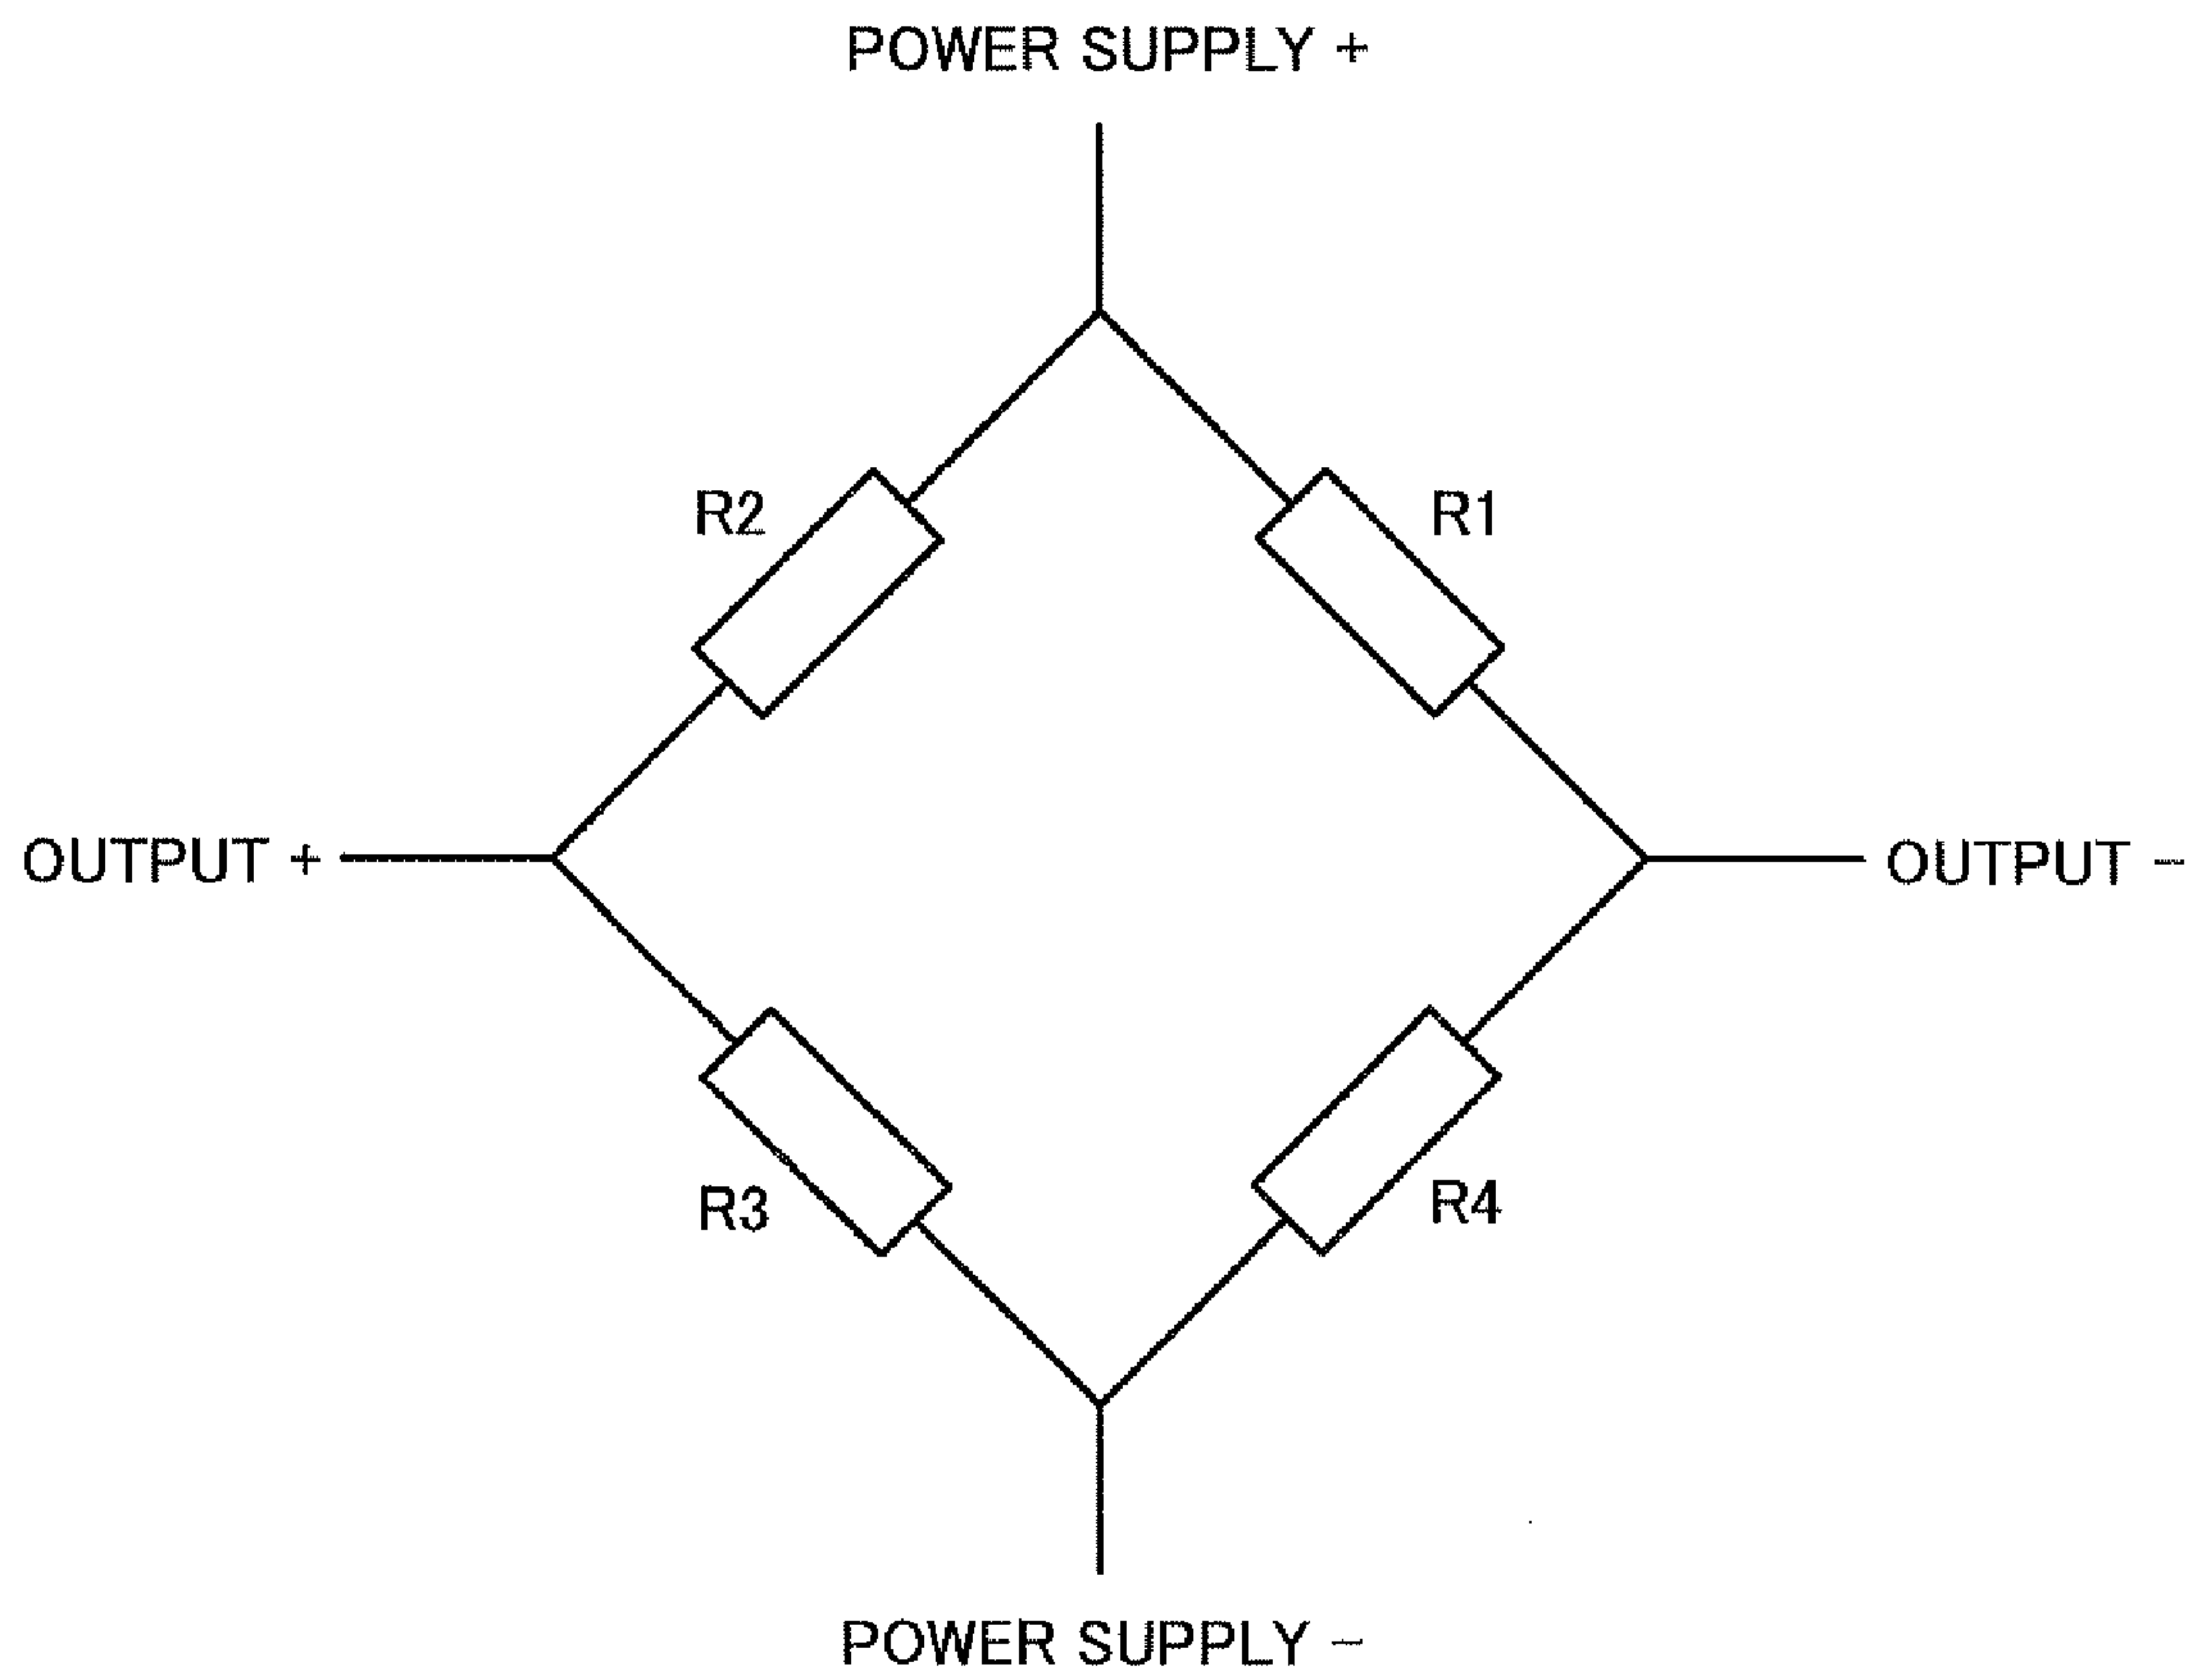 POWER SUPPLY +
R2
R1
OUTPUT +
OUTPUT −
R3
R4
POWER SUPPLY −